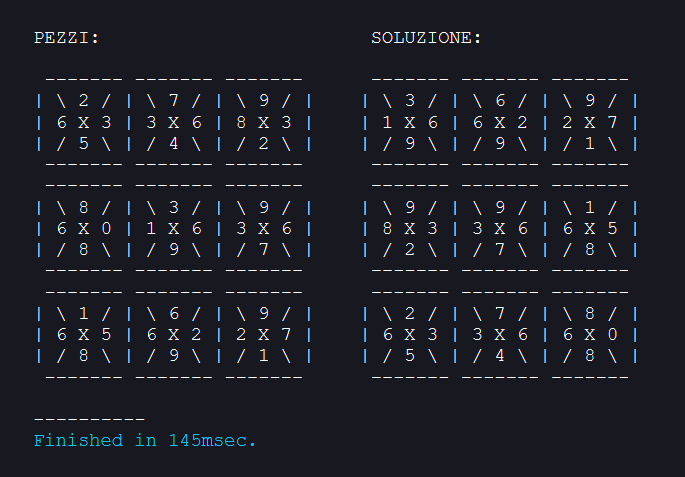 PEZZI:                         SOLUZIONE:
 ------- ------- -------       ------- ------- -------
| \ 2 / | \ 7 / | \ 9 / |     | \ 3 / | \ 6 / | \ 9 / |
| 6 X 3 | 3 X 6 | 8 X 3 |     | 1 X 6 | 6 X 2 | 2 X 7 |
| / 5 \ | / 4 \ | / 2 \ |     | / 9 \ | / 9 \ | / 1 \ |
 ------- ------- -------       ------- ------- -------
 ------- ------- -------       ------- ------- -------
| \ 8 / | \ 3 / | \ 9 / |     | \ 9 / | \ 9 / | \ 1 / |
| 6 X 0 | 1 X 6 | 3 X 6 |     | 8 X 3 | 3 X 6 | 6 X 5 |
| / 8 \ | / 9 \ | / 7 \ |     | / 2 \ | / 7 \ | / 8 \ |
 ------- ------- -------       ------- ------- -------
 ------- ------- -------       ------- ------- -------
| \ 1 / | \ 6 / | \ 9 / |     | \ 2 / | \ 7 / | \ 8 / |
| 6 X 5 | 6 X 2 | 2 X 7 |     | 6 X 3 | 3 X 6 | 6 X 0 |
| / 8 \ | / 9 \ | / 1 \ |     | / 5 \ | / 4 \ | / 8 \ |
 ------- ------- -------       ------- ------- -------
----------
Finished in 145msec.